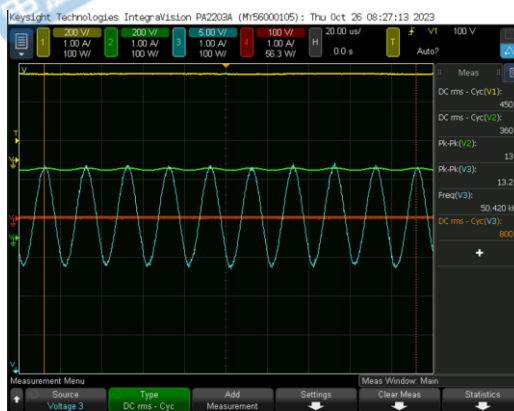 Keysight Technologies IntegraVision PA2203A (MY56000105): Thu Oct 26 08:27:13 2023
1 200 V/ 2 200 V/ 3 5.00 V/ 4 100 V/ H 20.00 us/ T V1 100 V
1.00 A/ 1.00 A/ 1.00 A/ 1.00 A/ 0.0 s Auto?
100 W/ 100 W/ 100 W/ 56.3 W/
Meas
DC rms - Cyc(V1):
450
DC rms - Cyc(V2):
360
Pk-Pk(V2):
13
Pk-Pk(V3):
13.2
Freq(V3):
50.420 k
DC rms - Cyc(V3):
800
+
Measurement Menu
Meas Window: Main
Source Type Add Settings Clear Meas Statistics
Voltage 3 DC rms - Cyc Measurement